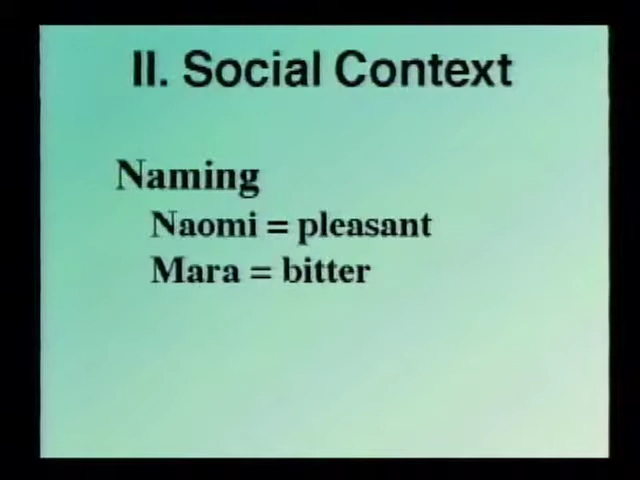 II. Social Context
Naming
Naomi = pleasant
Mara = bitter